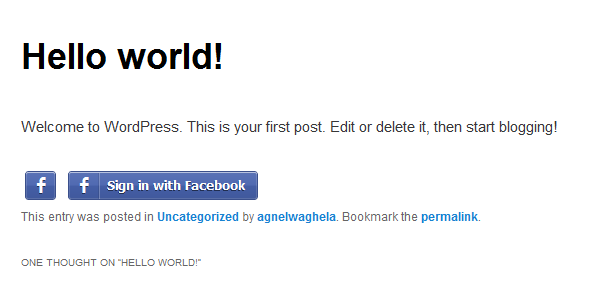 Hello world!
Welcome to WordPress. This is your first post. Edit or delete it, then start blogging!
f f Sign in with Facebook
This entry was posted in Uncategorized by agnelwaghela. Bookmark the permalink.
ONE THOUGHT ON "HELLO WORLD!"